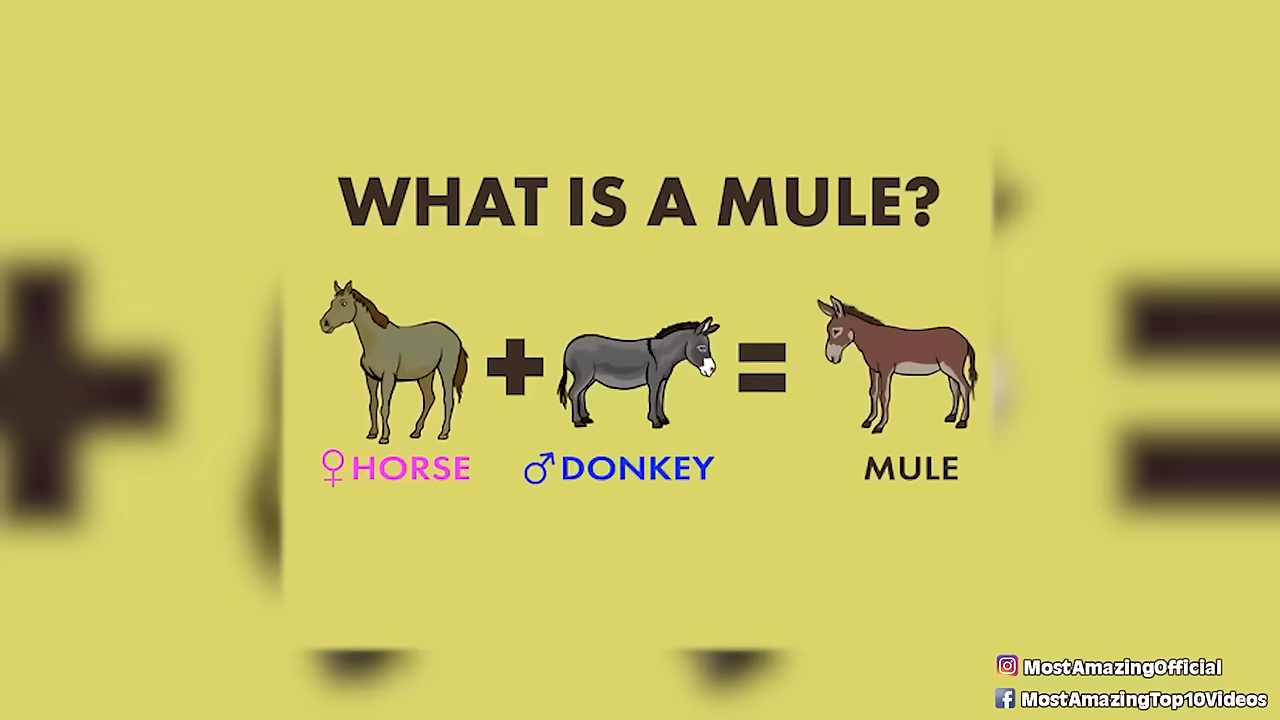 WHAT IS A MULE?
♀HORSE ♂DONKEY MULE
MostAmazingOfficial
MostAmazingTop10Videos